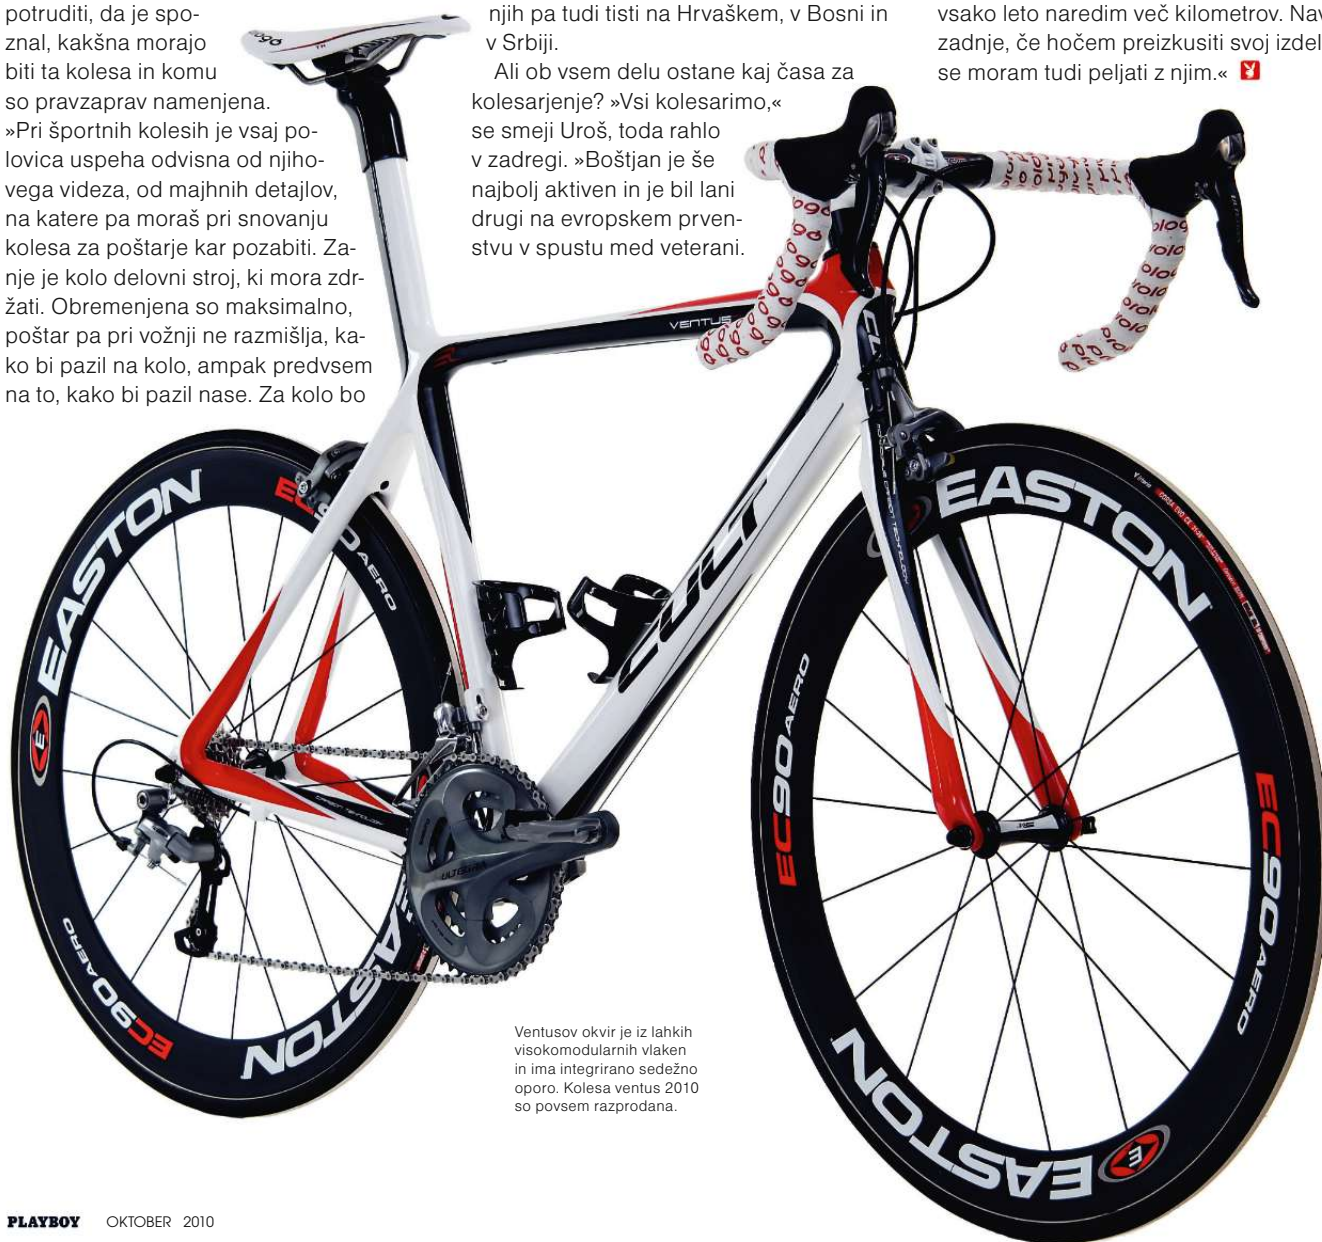 potruditi, da je spo-
znal, kakšna morajo
biti ta kolesa in komu
so pravzaprav namenjena.
»Pri športnih kolesih je vsaj po-
lovica uspeha odvisna od njiho-
vega videza, od majhnih detajlov,
na katere pa moraš pri snovanju
kolesa za poštarje kar pozabiti. Za-
nje je kolo delovni stroj, ki mora zdr-
žati. Obremenjena so maksimalno,
poštar pa pri vožnji ne razmišlja, ka-
ko bi pazil na kolo, ampak predvsem
na to, kako bi pazil nase. Za kolo bo
njih pa tudi tisti na Hrvaškem, v Bosni in
v Srbiji.
Ali ob vsem delu ostane kaj časa za
kolesarjenje? »Vsi kolesarimo,«
se smeji Uroš, toda rahlo
v zadregi. »Boštjan je še
najbolj aktiven in je bil lani
drugi na evropskem prven-
stvu v spustu med veterani.
vsako leto naredim več kilometrov. Nav
zadnje, če hočem preizkusiti svoj izdel
se moram tudi peljati z njim.«
VENTUS
CULT
EASTON
EC90 AERO
EASTON
EC90 AERO
ULTEGRA
EASTON
EC90 AERO
EC90 AERO
EASTON
Ventusov okvir je iz lahkih
visokomodularnih vlaken
in ima integrirano sedežno
oporo. Kolesa ventus 2010
so povsem razprodana.
PLAYBOY OKTOBER 2010